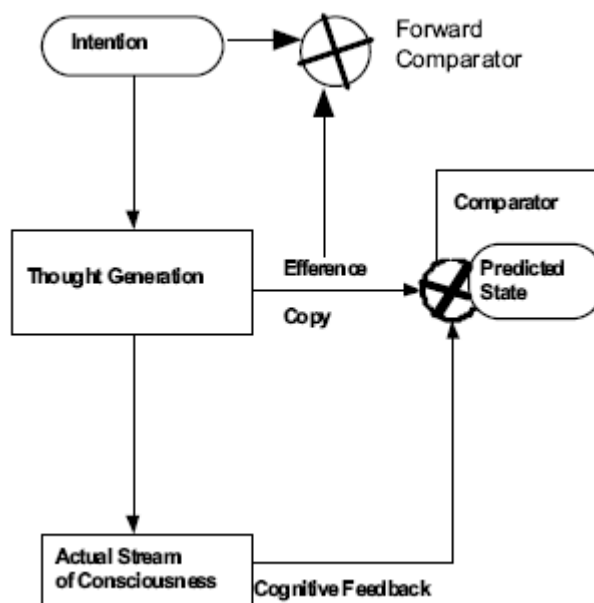 Intention
Forward
Comparator
Comparator
Thought Generation
Efference
Copy
Predicted
State
Actual Stream
of Consciousness
Cognitive Feedback